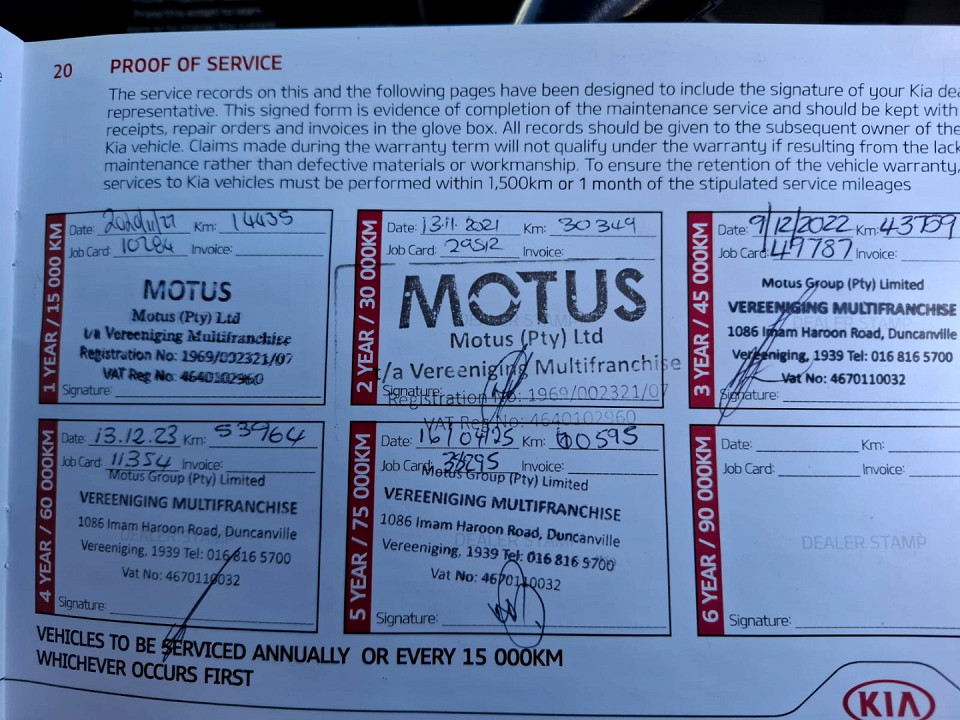 20 PROOF OF SERVICE
The service records on this and the following pages have been designed to include the signature of your Kia dea
representative. This signed form is evidence of completion of the maintenance service and should be kept with
receipts, repair orders and invoices in the glove box. All records should be given to the subsequent owner of the
Kia vehicle. Claims made during the warranty term will not qualify under the warranty if resulting from the lack
maintenance rather than defective materials or workmanship. To ensure the retention of the vehicle warranty,
services to Kia vehicles must be performed within 1,500km or 1 month of the stipulated service mileages
1 YEAR / 15 000 KM
Date: 2020/11/27 Km: 14435
Job Card: 10284 Invoice:
MOTUS
Motus (Pty) Ltd
t/a Vereeniging Multifranchise
Registration No: 1969/002321/07
VAT Reg No: 4640102960
Signature:
2 YEAR / 30 000KM
Date: 13.11.2021 Km: 30349
Job Card: 29512 Invoice:
MOTUS
Motus (Pty) Ltd
t/a Vereeniging Multifranchise
Signature:
Registration No: 1969/002321/07
VAT Reg No: 4640102960
3 YEAR / 45 000KM
Date: 9/12/2022 Km: 43759
Job Card: 49787 Invoice:
Motus Group (Pty) Limited
DEALER STAMP
VEREENIGING MULTIFRANCHISE
1086 Imam Haroon Road, Duncanville
Vereeniging, 1939 Tel: 016 816 5700
Vat No: 4670110032
Signature:
4 YEAR / 60 000KM
Date: 13.12.23 Km: 53964
Job Card: 11354 Invoice:
Motus Group (Pty) Limited
VEREENIGING MULTIFRANCHISE
1086 Imam Haroon Road, Duncanville
DEALER STAMP
Vereeniging, 1939 Tel: 016 816 5700
Vat No: 4670110032
Signature:
5 YEAR / 75 000KM
Date: 16/04/25 Km: 60595
Job Card: Invoice:
Motus Group (Pty) Limited
VEREENIGING MULTIFRANCHISE
1086 Imam Haroon Road, Duncanville
DEALER STAMP
Vereeniging, 1939 Tel: 016 816 5700
Vat No: 4670110032
Signature:
6 YEAR / 90 000KM
Date: Km:
Job Card: Invoice:
DEALER STAMP
Signature:
VEHICLES TO BE SERVICED ANNUALLY OR EVERY 15 000KM
WHICHEVER OCCURS FIRST
KIA